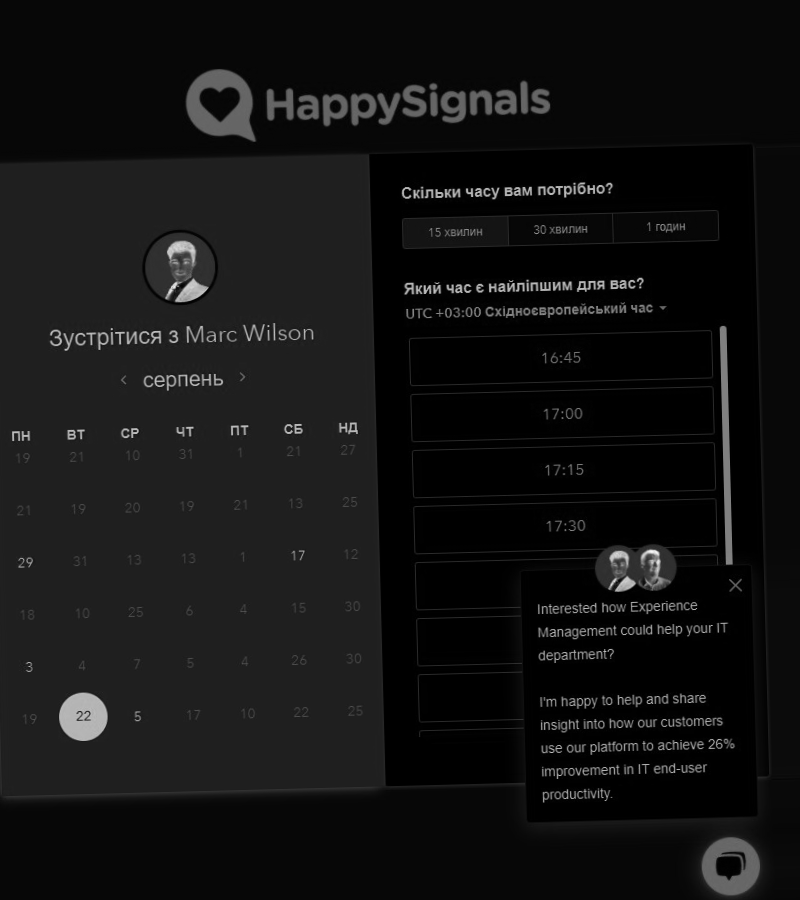 HappySignals
Зустрітися з Marc Wilson
серпень
ПН ВТ СР ЧТ ПТ СБ НД
19 21 10 31 1 21 27
21 19 20 19 21 13 25
29 31 13 13 1 17 12
18 10 25 6 4 15 30
3 4 7 5 4 26 30
19 22 5 17 10 22 25
Скільки часу вам потрібно?
15 хвилин 30 хвилин 1 годин
Який час є найліпшим для вас?
UTC +03:00 Східноєвропейський час
16:45
17:00
17:15
17:30
Interested how Experience
Management could help your IT
department?
I'm happy to help and share
insight into how our customers
use our platform to achieve 26%
improvement in IT end-user
productivity.